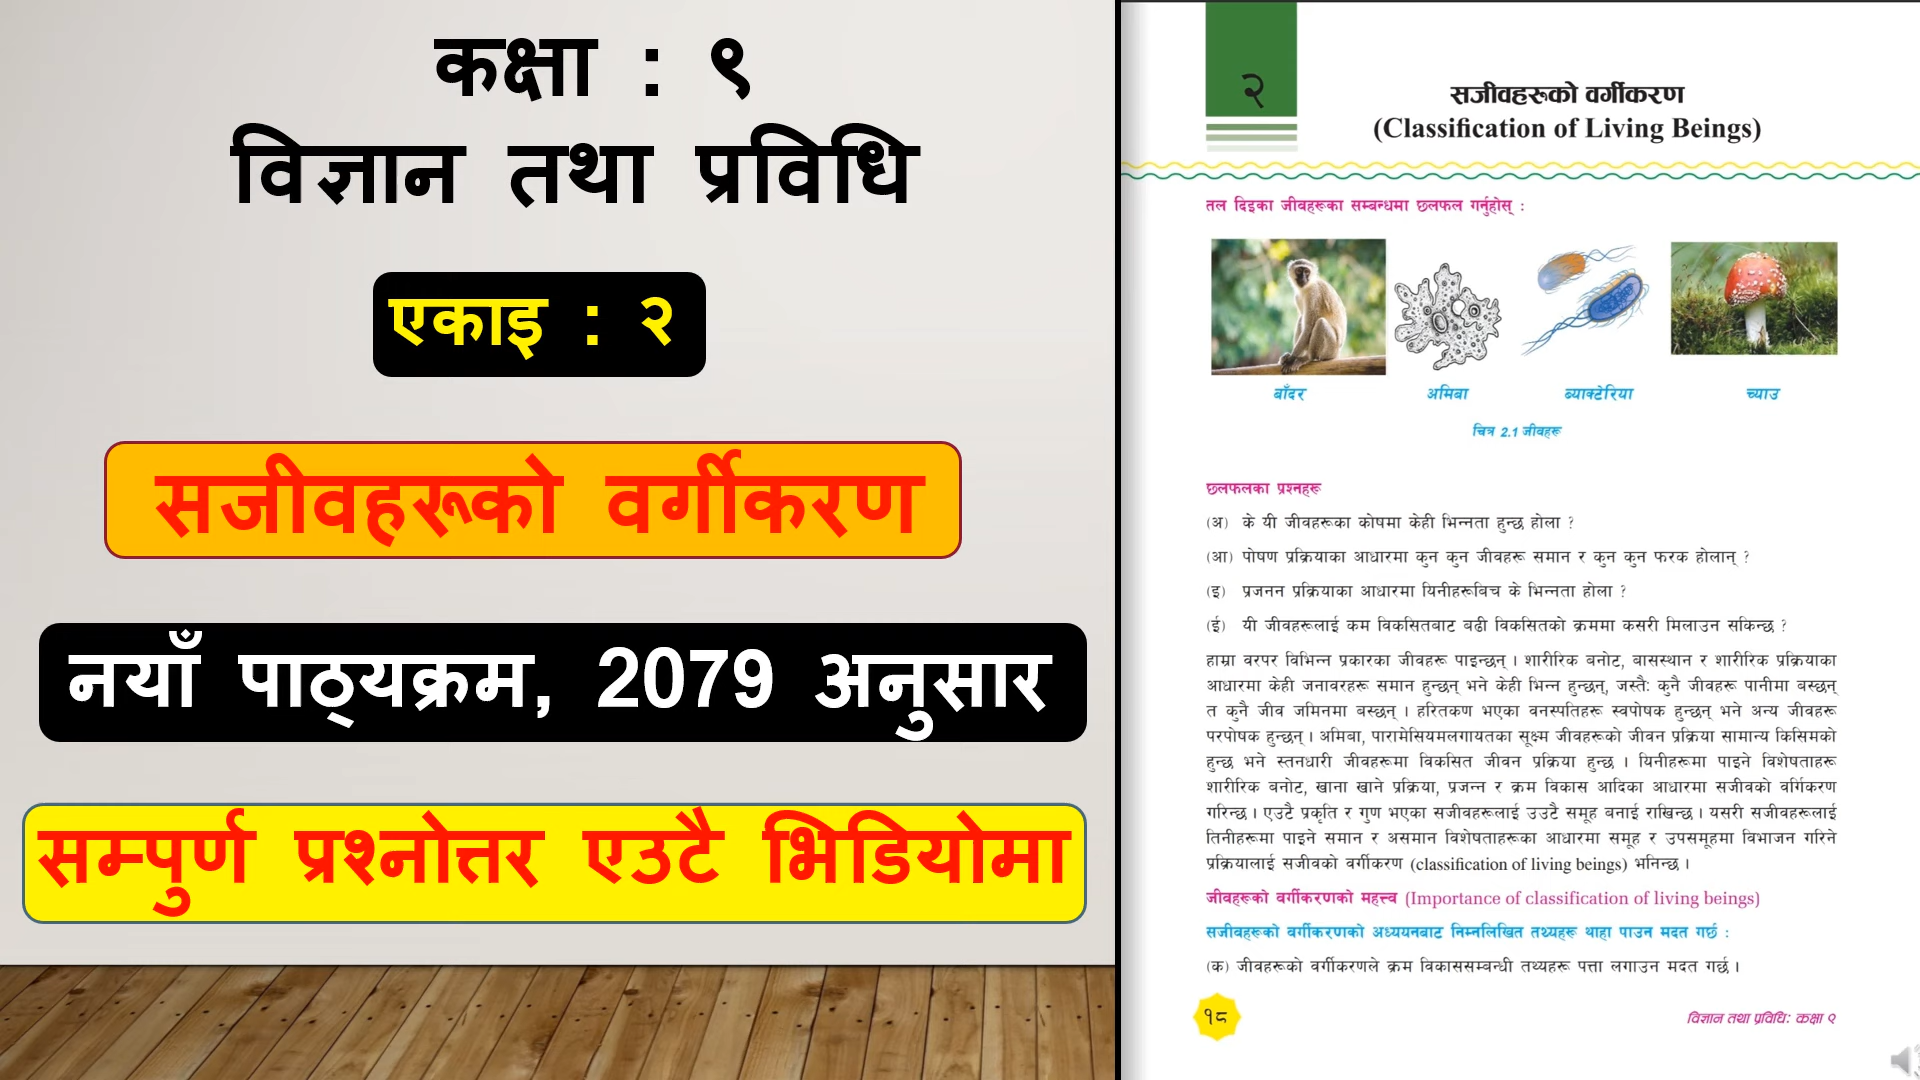 कक्षा : ९
विज्ञान तथा प्रविधि
एकाइ : २
सजीवहरूको वर्गीकरण
नयाँ पाठ्यक्रम, 2079 अनुसार
सम्पुर्ण प्रश्नोत्तर एउटै भिडियोमा
२
सजीवहरूको वर्गीकरण
(Classification of Living Beings)
तल दिइका जीवहरूका सम्बन्धमा छलफल गर्नुहोस् :
बाँदर अमिबा ब्याक्टेरिया च्याउ
चित्र 2.1 जीवहरू
छलफलका प्रश्नहरू
(अ) के यी जीवहरूका कोषमा केही भिन्नता हुन्छ होला ?
(आ) पोषण प्रक्रियाका आधारमा कुन कुन जीवहरू समान र कुन कुन फरक होलान् ?
(इ) प्रजनन प्रक्रियाका आधारमा यिनीहरूबिच के भिन्नता होला ?
(ई) यी जीवहरूलाई कम विकसितबाट बढी विकसितको क्रममा कसरी मिलाउन सकिन्छ ?
हाम्रा वरपर विभिन्न प्रकारका जीवहरू पाइन्छन् । शारीरिक बनोट, बासस्थान र शारीरिक प्रक्रियाका
आधारमा केही जनावरहरू समान हुन्छन् भने केही भिन्न हुन्छन्, जस्तै: कुनै जीवहरू पानीमा बस्छन्
त कुनै जीव जमिनमा बस्छन् । हरितकण भएका वनस्पतिहरू स्वपोषक हुन्छन् भने अन्य जीवहरू
परपोषक हुन्छन् । अमिबा, पारामेसियमलगायतका सूक्ष्म जीवहरूको जीवन प्रक्रिया सामान्य किसिमको
हुन्छ भने स्तनधारी जीवहरूमा विकसित जीवन प्रक्रिया हुन्छ । यिनीहरूमा पाइने विशेषताहरू
शारीरिक बनोट, खाना खाने प्रक्रिया, प्रजन्न र क्रम विकास आदिका आधारमा सजीवको वर्गिकरण
गरिन्छ । एउटै प्रकृति र गुण भएका सजीवहरूलाई उउटै समूह बनाई राखिन्छ । यसरी सजीवहरूलाई
तिनीहरूमा पाइने समान र असमान विशेषताहरूका आधारमा समूह र उपसमूहमा विभाजन गरिने
प्रक्रियालाई सजीवको वर्गीकरण (classification of living beings) भनिन्छ ।
जीवहरूको वर्गीकरणको महत्त्व (Importance of classification of living beings)
सजीवहरूको वर्गीकरणको अध्ययनबाट निम्नलिखित तथ्यहरू थाहा पाउन मदत गर्छ :
(क) जीवहरूको वर्गीकरणले क्रम विकाससम्बन्धी तथ्यहरू पत्ता लगाउन मदत गर्छ ।
१८
विज्ञान तथा प्रविधि: कक्षा ९